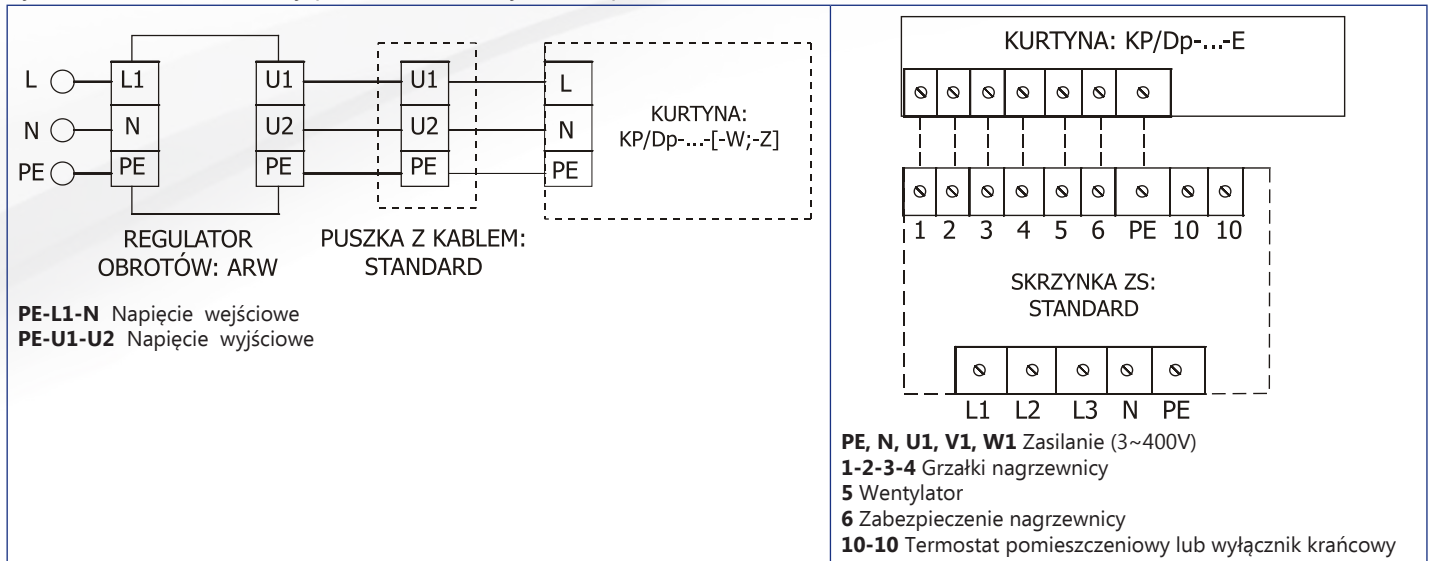 L L1 U1 U1 L
N N U2 U2 N
PE PE PE PE PE
KURTYNA:
KP/Dp-...-[-W;-Z]
REGULATOR
OBROTÓW: ARW
PUSZKA Z KABLEM:
STANDARD
PE-L1-N Napięcie wejściowe
PE-U1-U2 Napięcie wyjściowe
KURTYNA: KP/Dp-...-E
1 2 3 4 5 6 PE 10 10
SKRZYNKA ZS:
STANDARD
L1 L2 L3 N PE
PE, N, U1, V1, W1 Zasilanie (3~400V)
1-2-3-4 Grzałki nagrzewnicy
5 Wentylator
6 Zabezpieczenie nagrzewnicy
10-10 Termostat pomieszczeniowy lub wyłącznik krańcowy